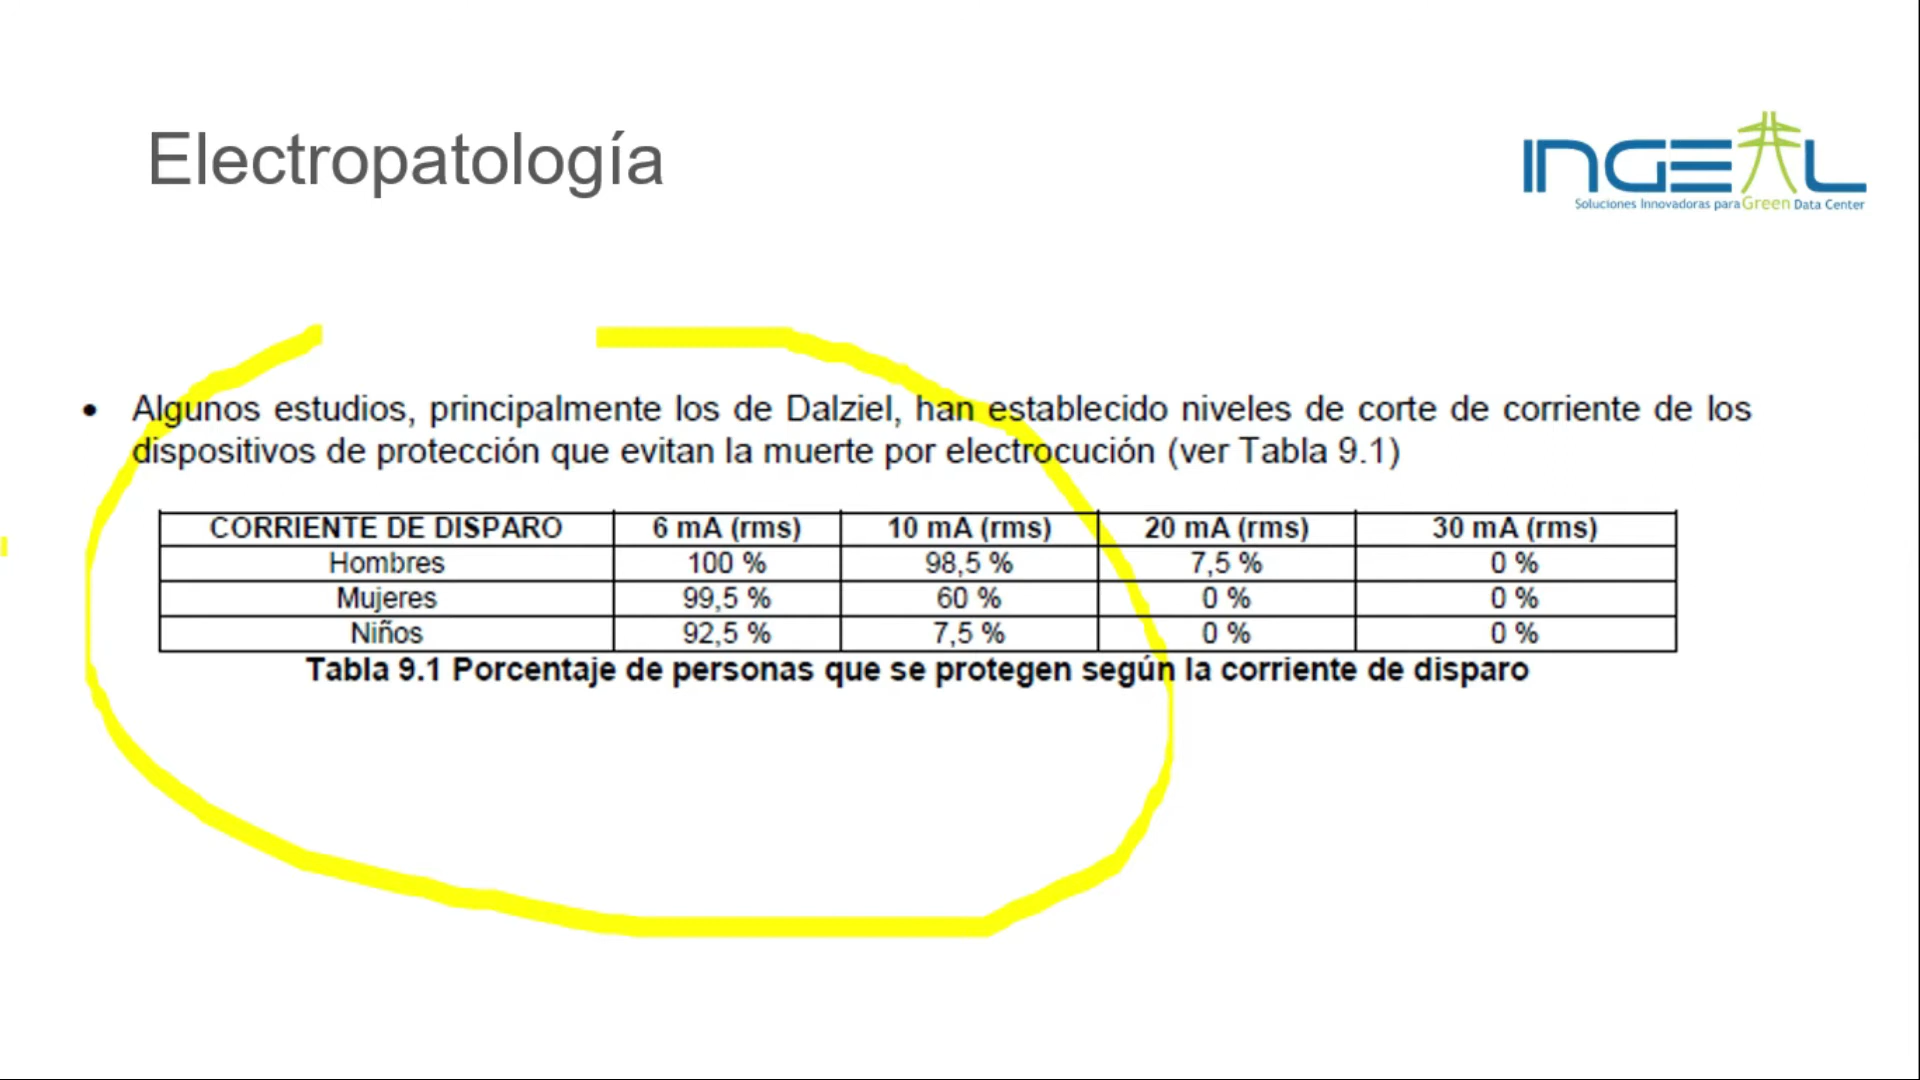 Electropatología
INGEAL
Soluciones Innovadoras para Green Data Center
• Algunos estudios, principalmente los de Dalziel, han establecido niveles de corte de corriente de los
dispositivos de protección que evitan la muerte por electrocución (ver Tabla 9.1)
CORRIENTE DE DISPARO 6 mA (rms) 10 mA (rms) 20 mA (rms) 30 mA (rms)
Hombres 100 % 98,5 % 7,5 % 0 %
Mujeres 99,5 % 60 % 0 % 0 %
Niños 92,5 % 7,5 % 0 % 0 %
Tabla 9.1 Porcentaje de personas que se protegen según la corriente de disparo